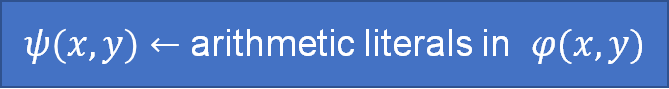 𝜓(𝑥, 𝑦) ← arithmetic literals in 𝜑(𝑥, 𝑦)